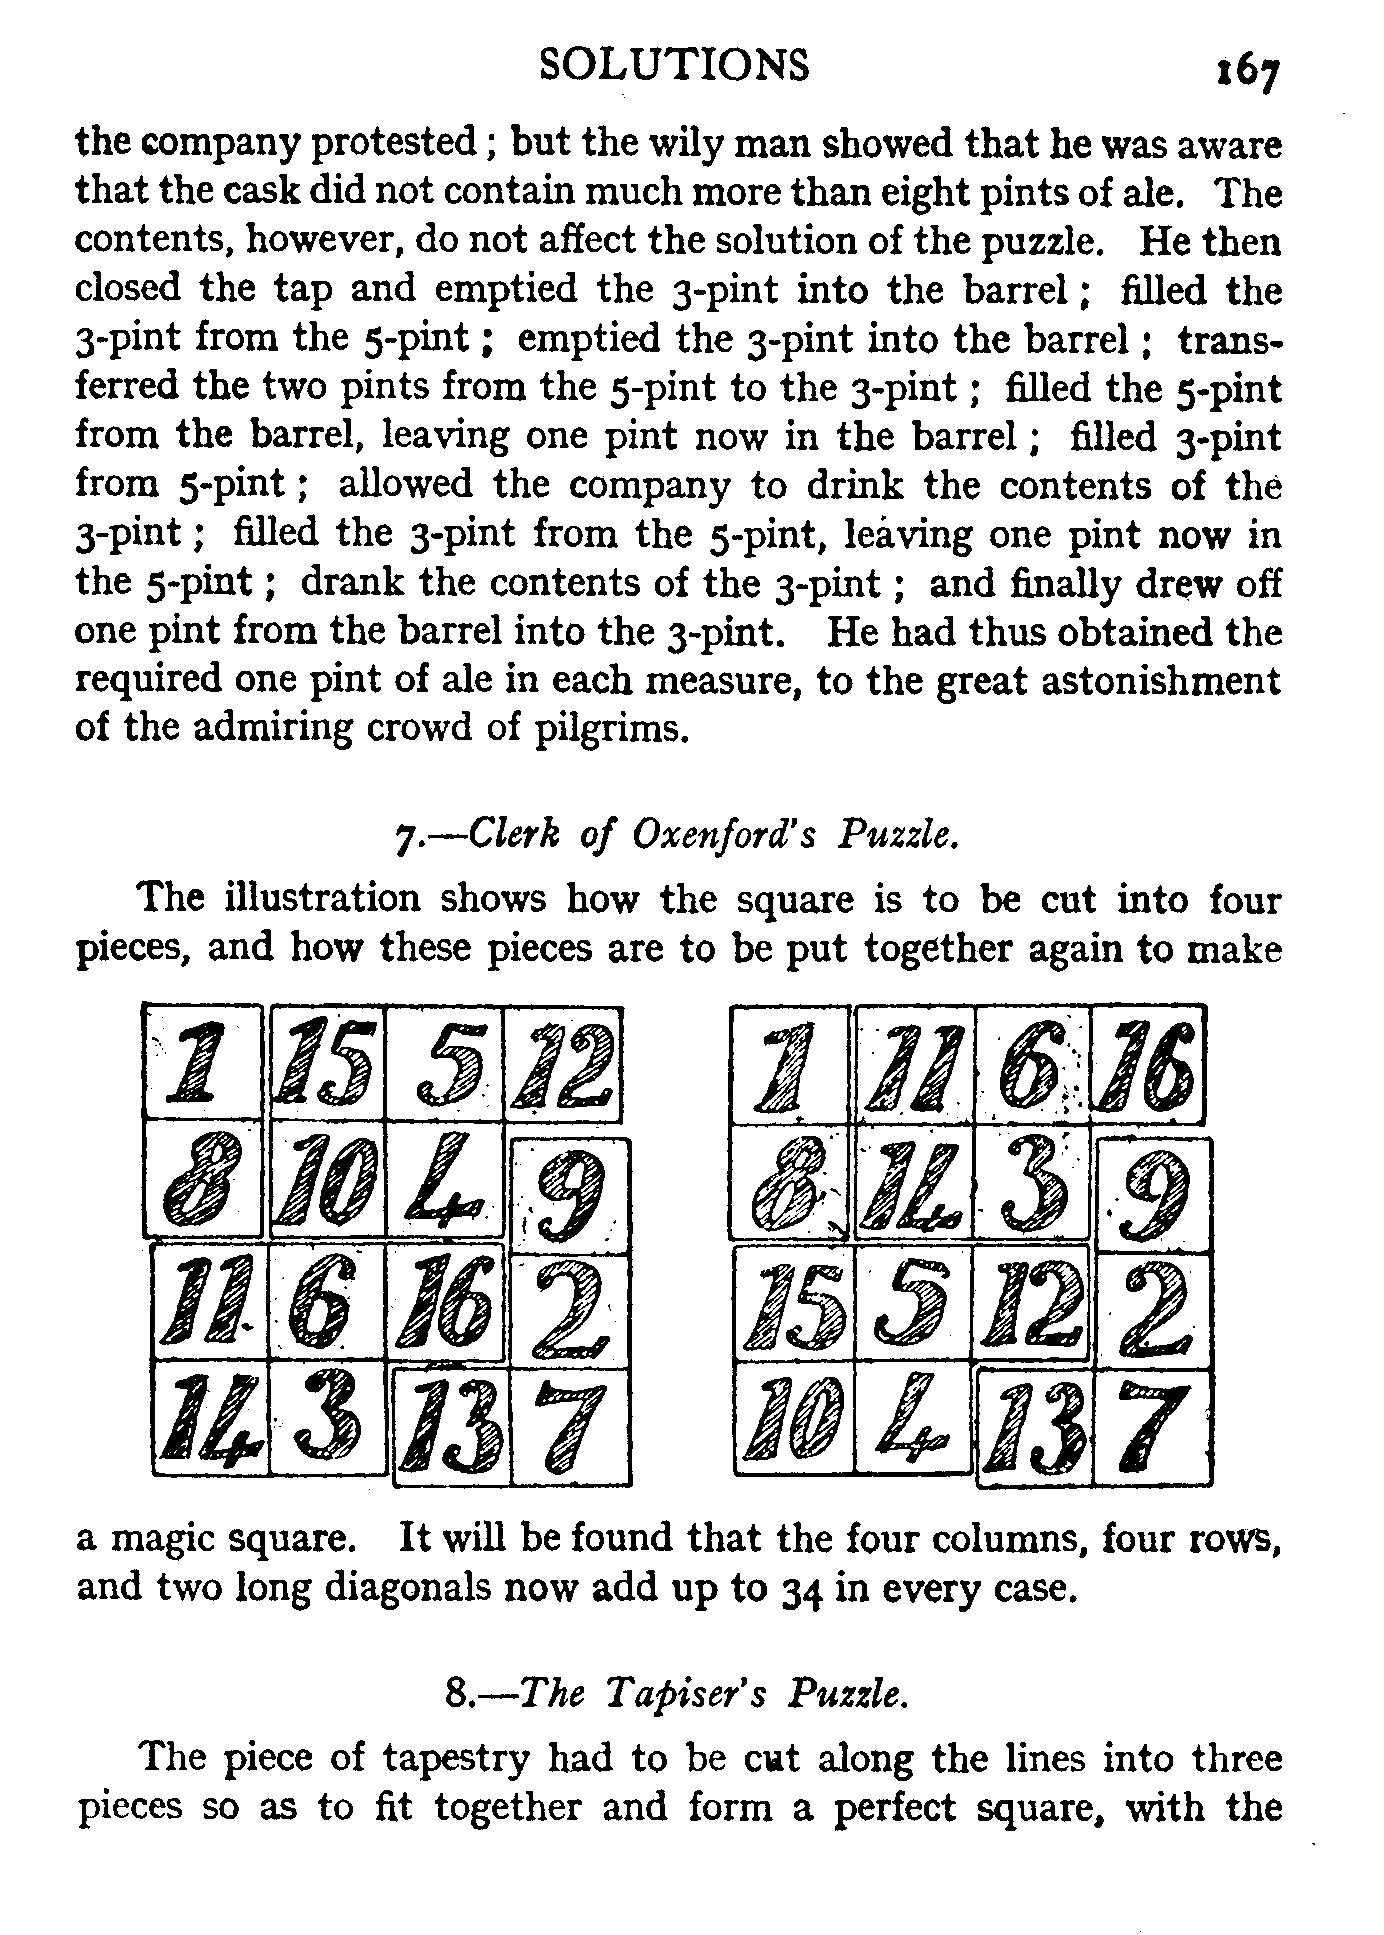 SOLUTIONS 167
the company protested ; but the wily man showed that he was aware
that the cask did not contain much more than eight pints of ale. The
contents, however, do not affect the solution of the puzzle. He then
closed the tap and emptied the 3-pint into the barrel ; filled the
3-pint from the 5-pint ; emptied the 3-pint into the barrel ; trans-
ferred the two pints from the 5-pint to the 3-pint ; filled the 5-pint
from the barrel, leaving one pint now in the barrel ; filled 3-pint
from 5-pint ; allowed the company to drink the contents of the
3-pint ; filled the 3-pint from the 5-pint, leaving one pint now in
the 5-pint ; drank the contents of the 3-pint ; and finally drew off
one pint from the barrel into the 3-pint. He had thus obtained the
required one pint of ale in each measure, to the great astonishment
of the admiring crowd of pilgrims.
7.—Clerk of Oxenford's Puzzle.
The illustration shows how the square is to be cut into four
pieces, and how these pieces are to be put together again to make
1 15 5 12
8 10 4 9
11 6 16 2
14 3 13 7
1 11 6 16
8 14 3 9
15 5 12 2
10 4 13 7
a magic square. It will be found that the four columns, four rows,
and two long diagonals now add up to 34 in every case.
8.—The Tapiser's Puzzle.
The piece of tapestry had to be cut along the lines into three
pieces so as to fit together and form a perfect square, with the